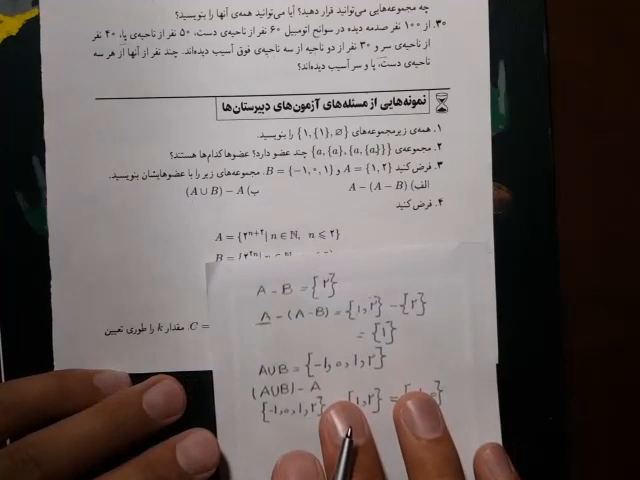 چه مجموعه‌هایی می‌توانید قرار دهید؟ آیا می‌توانید همه‌ی آنها را بنویسید؟
۳۰. از ۱۰۰ نفر صدمه دیده در سوانح اتومبیل ۶۰ نفر از ناحیه‌ی دست، ۵۰ نفر از ناحیه‌ی پا، ۴۰ نفر
از ناحیه‌ی سر و ۳۰ نفر از دو ناحیه از سه ناحیه‌ی فوق آسیب دیده‌اند. چند نفر از آنها از هر سه
ناحیه‌ی دست، پا و سر آسیب دیده‌اند؟
نمونه‌هایی از مسئله‌های آزمون‌های دبیرستان‌ها
۱. همه‌ی زیرمجموعه‌های {۱, {۱}, ∅} را بنویسید.
۲. مجموعه‌ی {a, {a}, {a, {a}}} چند عضو دارد؟ عضوها کدام‌ها هستند؟
۳. فرض کنید A = {۱, ۲} و B = {−۱, ۰, ۱}. مجموعه‌های زیر را با عضوهایشان بنویسید.
الف) A − (A − B) ب) (A ∪ B) − A
۴. فرض کنید
A = {۲ⁿ⁺² | n ∈ ℕ, n ⩽ ۲}
C = . مقدار k را طوری تعیین
A - B = {۲}
A - (A - B) = {۱,۲} - {۲}
= {۱}
A∪B = {-۱,۰,۱,۲}
(A∪B) - A
{-۱,۰,۱,۲} {۱,۲} =